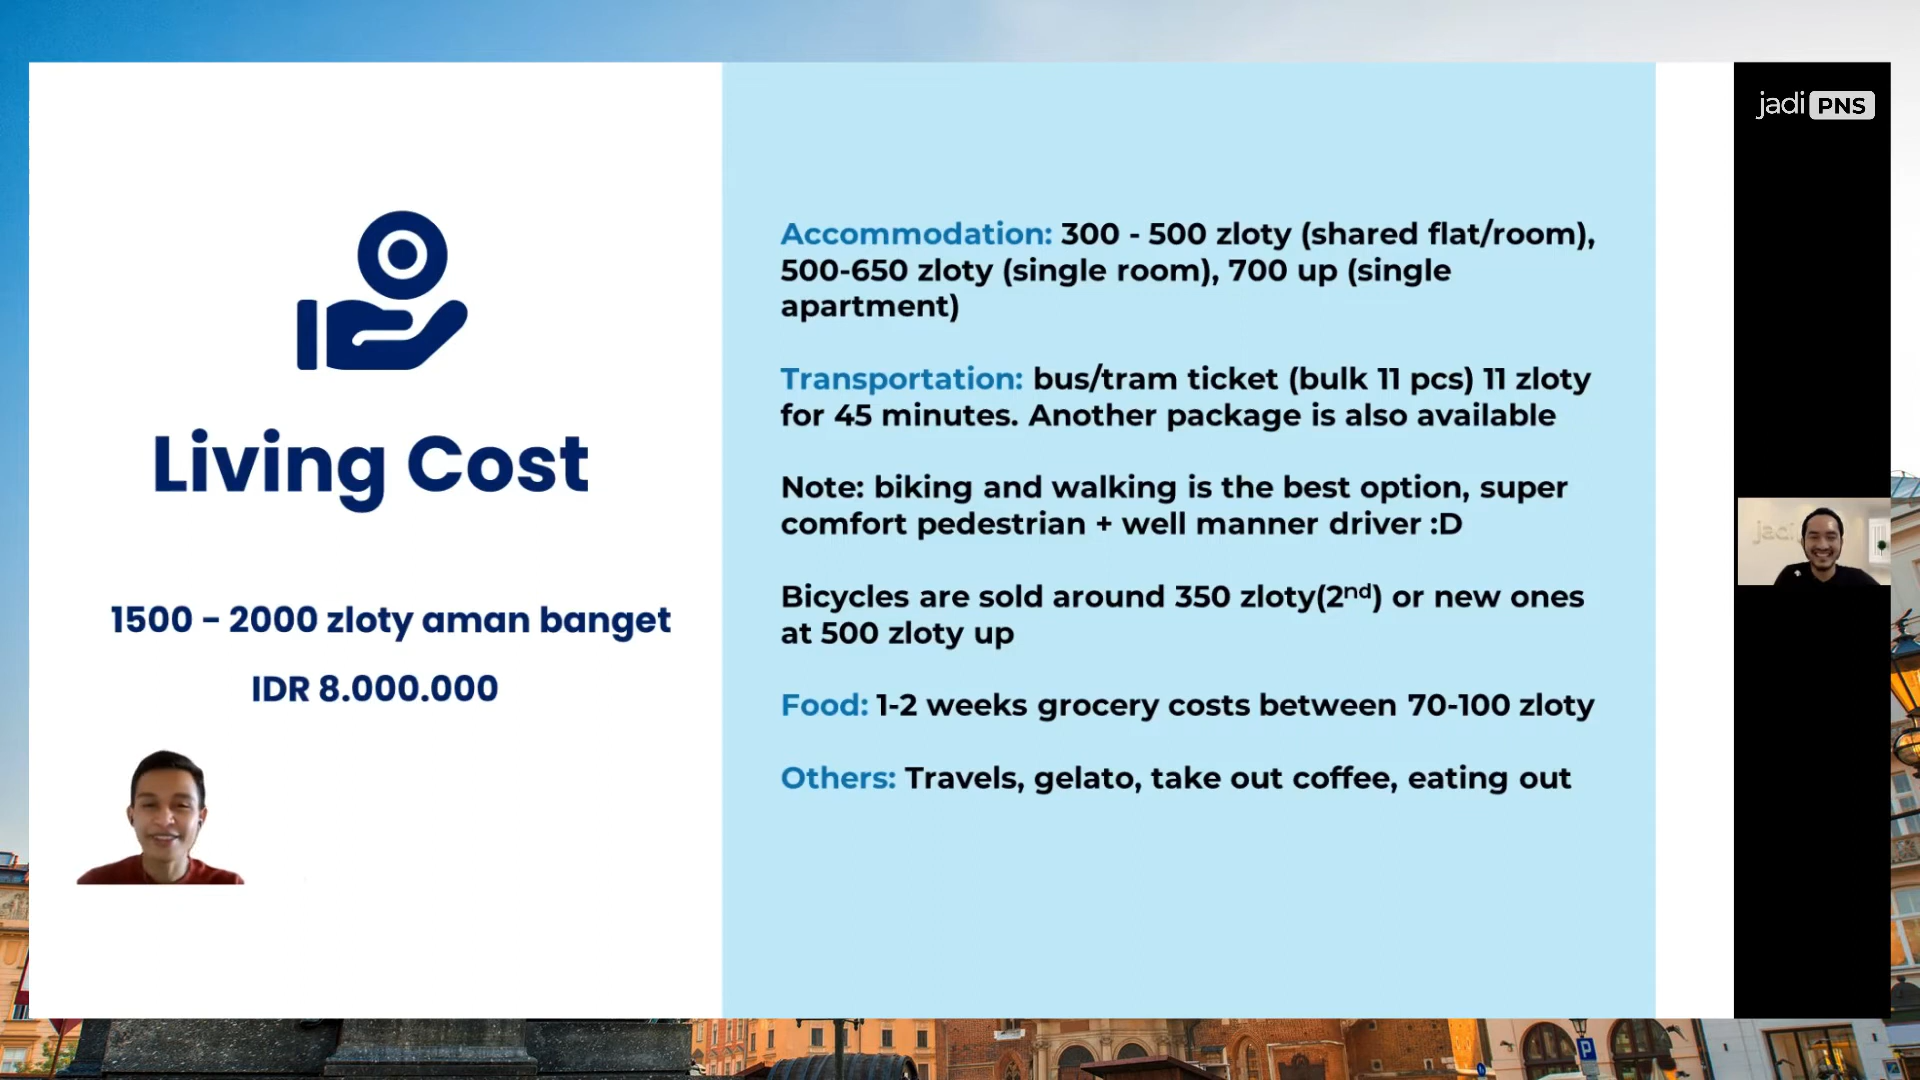 jadi PNS
Living Cost
1500 - 2000 zloty aman banget
IDR 8.000.000
Accommodation: 300 - 500 zloty (shared flat/room),
500-650 zloty (single room), 700 up (single
apartment)
Transportation: bus/tram ticket (bulk 11 pcs) 11 zloty
for 45 minutes. Another package is also available
Note: biking and walking is the best option, super
comfort pedestrian + well manner driver :D
Bicycles are sold around 350 zloty(2nd) or new ones
at 500 zloty up
Food: 1-2 weeks grocery costs between 70-100 zloty
Others: Travels, gelato, take out coffee, eating out
P